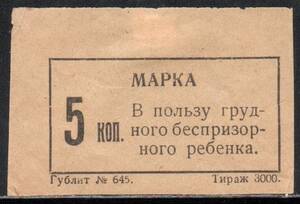 МАРКА
5 коп.
В пользу груд-
ного беспризор-
ного ребенка.
Гублит № 645. Тираж 3000.